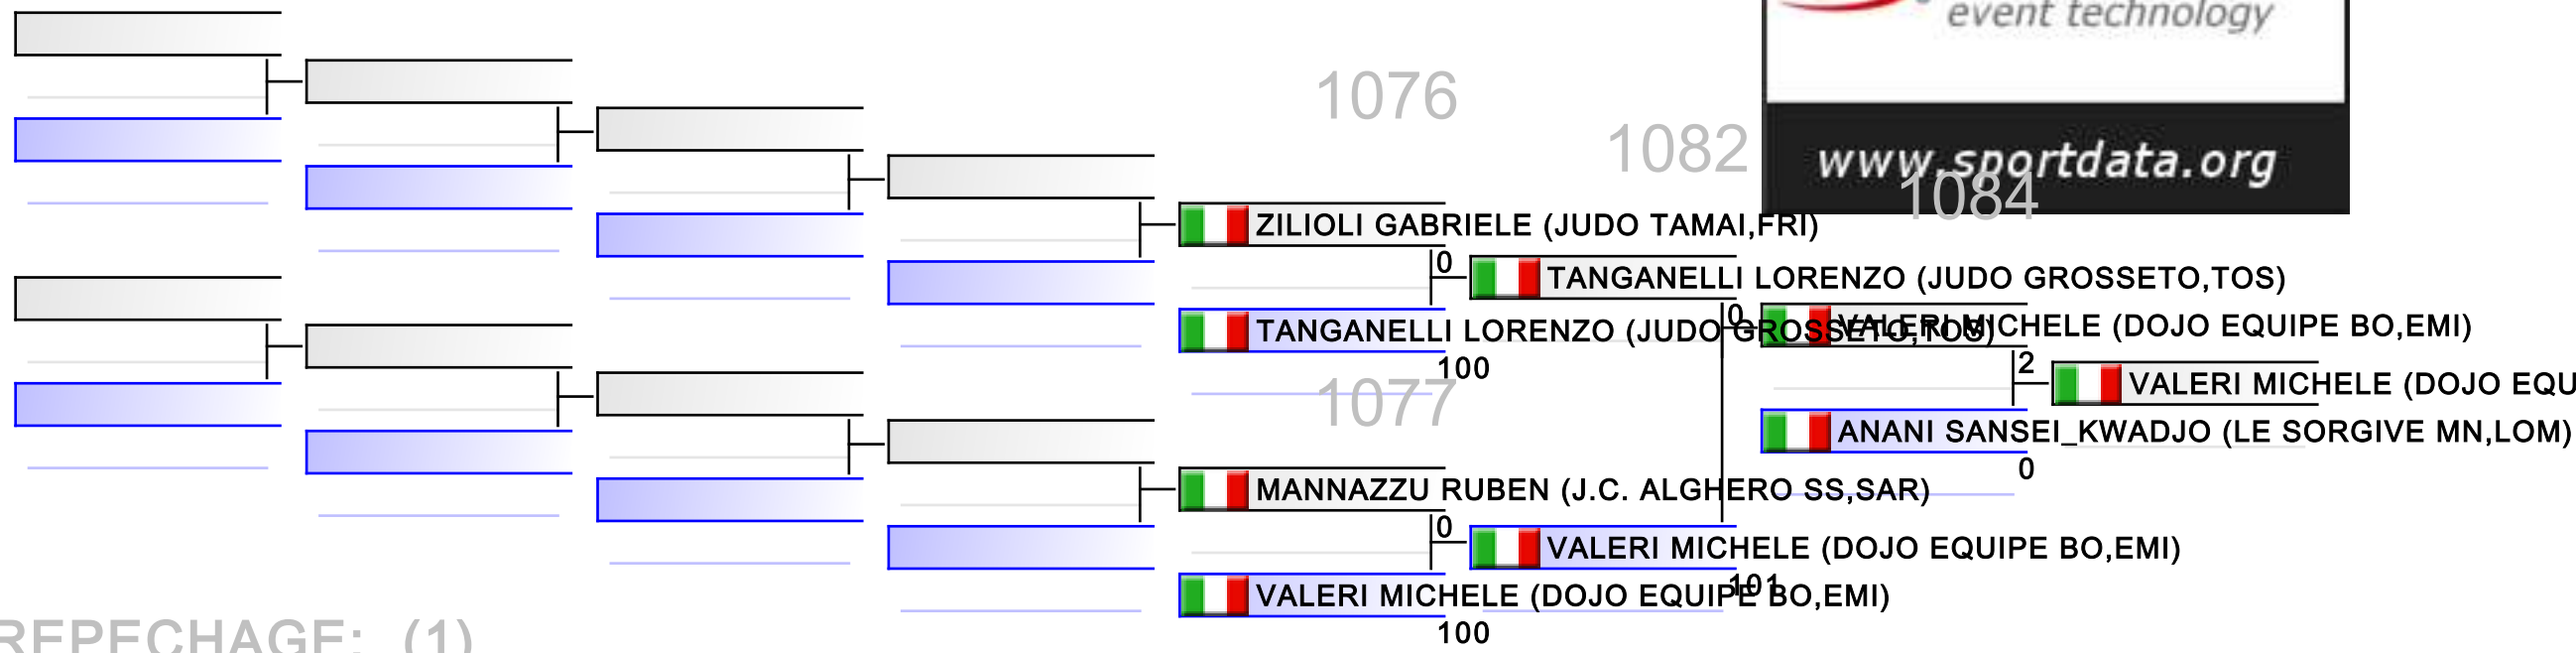 event technology
1076
1082
www.sportdata.org
1084
ZILIOLI GABRIELE (JUDO TAMAI,FRI)
0
TANGANELLI LORENZO (JUDO GROSSETO,TOS)
0
VALERI MICHELE (DOJO EQUIPE BO,EMI)
TANGANELLI LORENZO (JUDO GROSSETO,TOS)
100
2
VALERI MICHELE (DOJO EQU
1077
ANANI SANSEI_KWADJO (LE SORGIVE MN,LOM)
0
MANNAZZU RUBEN (J.C. ALGHERO SS,SAR)
0
VALERI MICHELE (DOJO EQUIPE BO,EMI)
101
VALERI MICHELE (DOJO EQUIPE BO,EMI)
100
REPECHAGE: (1)